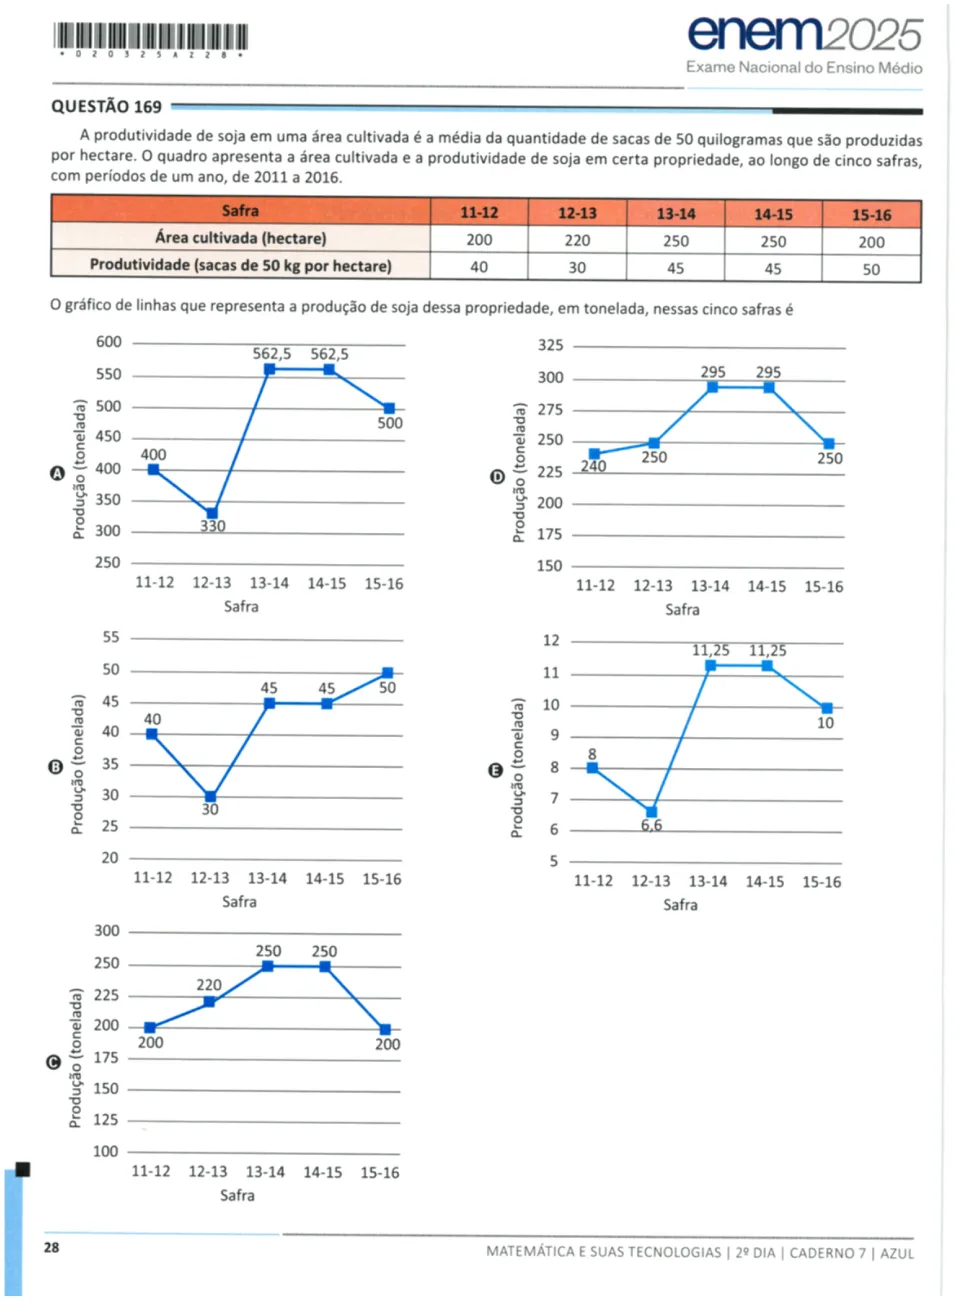 * 0 2 0 3 2 5 A Z 2 8 *
enem2025
Exame Nacional do Ensino Médio
QUESTÃO 169
A produtividade de soja em uma área cultivada é a média da quantidade de sacas de 50 quilogramas que são produzidas
por hectare. O quadro apresenta a área cultivada e a produtividade de soja em certa propriedade, ao longo de cinco safras,
com períodos de um ano, de 2011 a 2016.
Safra 11-12 12-13 13-14 14-15 15-16
Área cultivada (hectare) 200 220 250 250 200
Produtividade (sacas de 50 kg por hectare) 40 30 45 45 50
O gráfico de linhas que representa a produção de soja dessa propriedade, em tonelada, nessas cinco safras é
A
Produção (tonelada)
600
550
500
450
400
350
300
250
400
330
562,5
562,5
500
11-12 12-13 13-14 14-15 15-16
Safra
B
Produção (tonelada)
55
50
45
40
35
30
25
20
40
30
45
45
50
11-12 12-13 13-14 14-15 15-16
Safra
C
Produção (tonelada)
300
250
225
200
175
150
125
100
200
220
250
250
200
11-12 12-13 13-14 14-15 15-16
Safra
D
Produção (tonelada)
325
300
275
250
225
200
175
150
240
250
295
295
250
11-12 12-13 13-14 14-15 15-16
Safra
E
Produção (tonelada)
12
11
10
9
8
7
6
5
8
6,6
11,25
11,25
10
11-12 12-13 13-14 14-15 15-16
Safra
28
MATEMÁTICA E SUAS TECNOLOGIAS | 2º DIA | CADERNO 7 | AZUL